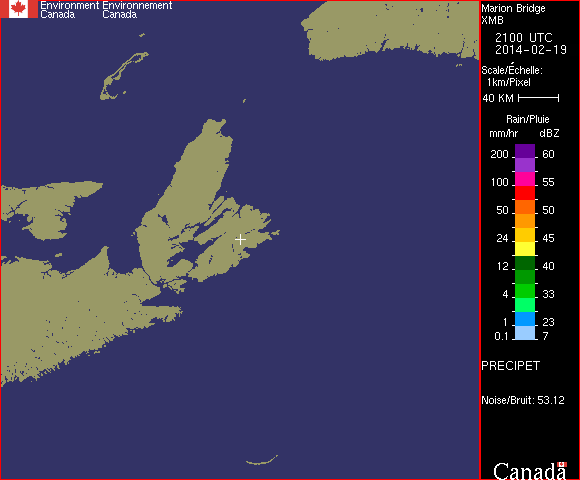 Environment Environnement
Canada Canada
Marion Bridge
XMB
2100 UTC
2014-02-19
Scale/Échelle:
1km/Pixel
40 KM
Rain/Pluie
mm/hr dBZ
200 60
100 55
50 50
24 45
12 40
4 33
1 23
0.1 7
PRECIPET
Noise/Bruit: 53.12
Canada